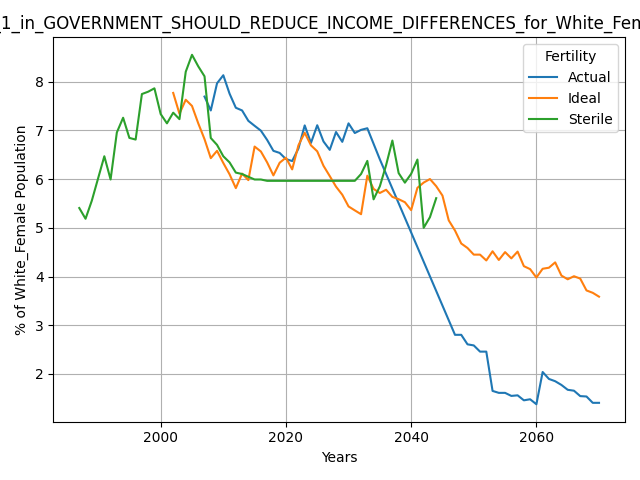 _1_in_GOVERNMENT_SHOULD_REDUCE_INCOME_DIFFERENCES_for_White_Fem
Fertility
Actual
Ideal
Sterile
% of White_Female Population
8
7
6
5
4
3
2
2000 2020 2040 2060
Years